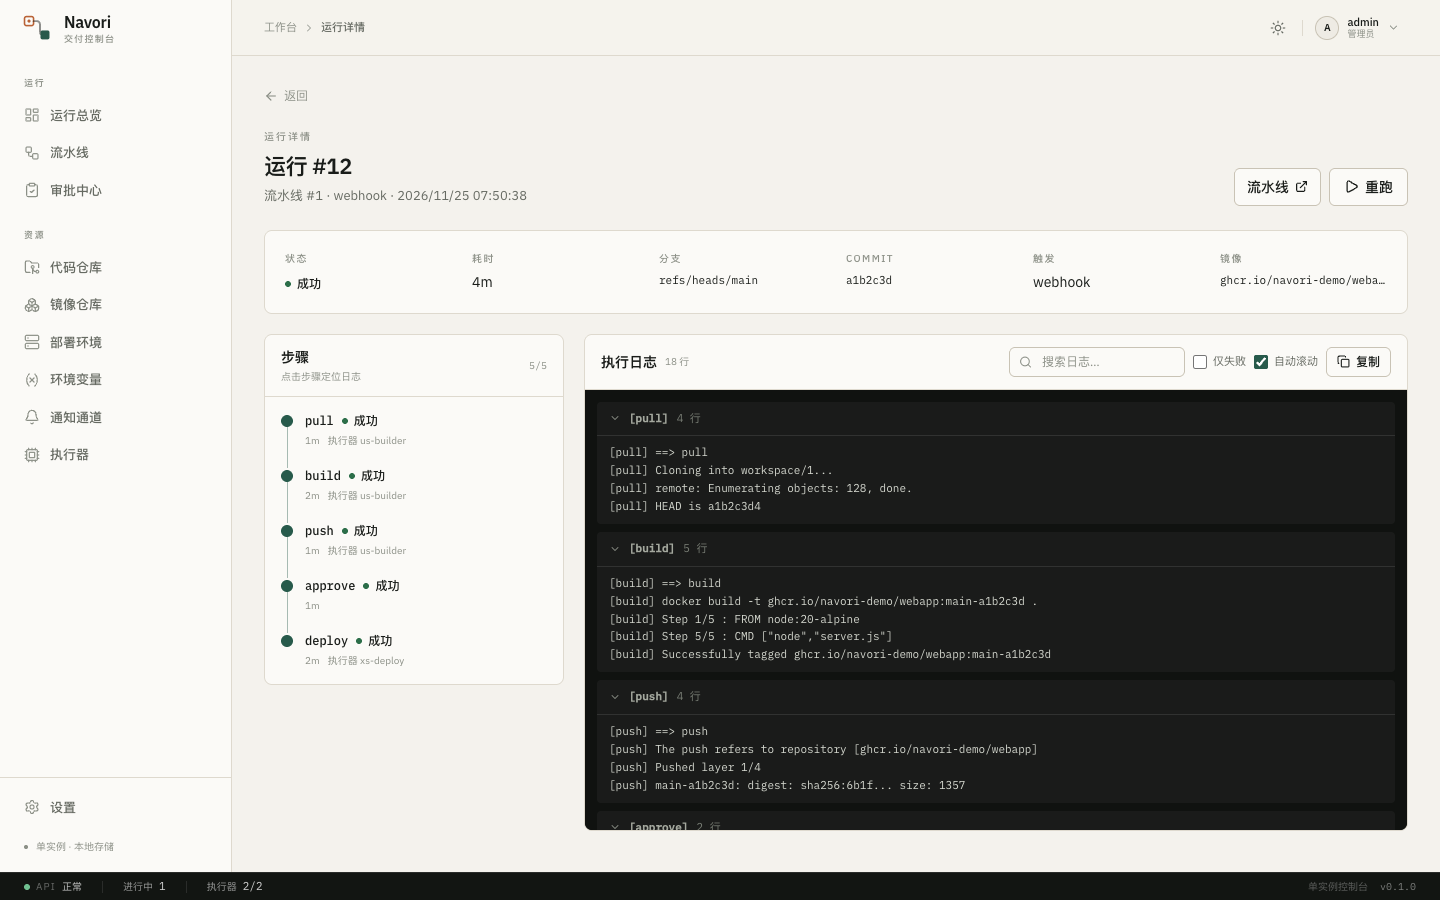 Navori
交付控制台
运行
运行总览
流水线
审批中心
资源
代码仓库
镜像仓库
部署环境
环境变量
通知通道
执行器
设置
单实例 · 本地存储
工作台 > 运行详情
A
admin
管理员
返回
运行详情
运行 #12
流水线 #1 · webhook · 2026/11/25 07:50:38
流水线
重跑
状态
成功
耗时
4m
分支
refs/heads/main
COMMIT
a1b2c3d
触发
webhook
镜像
ghcr.io/navori-demo/weba…
步骤
点击步骤定位日志
5/5
pull 成功
1m 执行器 us-builder
build 成功
2m 执行器 us-builder
push 成功
1m 执行器 us-builder
approve 成功
1m
deploy 成功
2m 执行器 xs-deploy
执行日志 18 行
搜索日志...
仅失败
自动滚动
复制
[pull] 4 行
[pull] ==> pull
[pull] Cloning into workspace/1...
[pull] remote: Enumerating objects: 128, done.
[pull] HEAD is a1b2c3d4
[build] 5 行
[build] ==> build
[build] docker build -t ghcr.io/navori-demo/webapp:main-a1b2c3d .
[build] Step 1/5 : FROM node:20-alpine
[build] Step 5/5 : CMD ["node","server.js"]
[build] Successfully tagged ghcr.io/navori-demo/webapp:main-a1b2c3d
[push] 4 行
[push] ==> push
[push] The push refers to repository [ghcr.io/navori-demo/webapp]
[push] Pushed layer 1/4
[push] main-a1b2c3d: digest: sha256:6b1f... size: 1357
[approve] 2 行
API 正常
进行中 1
执行器 2/2
单实例控制台 v0.1.0